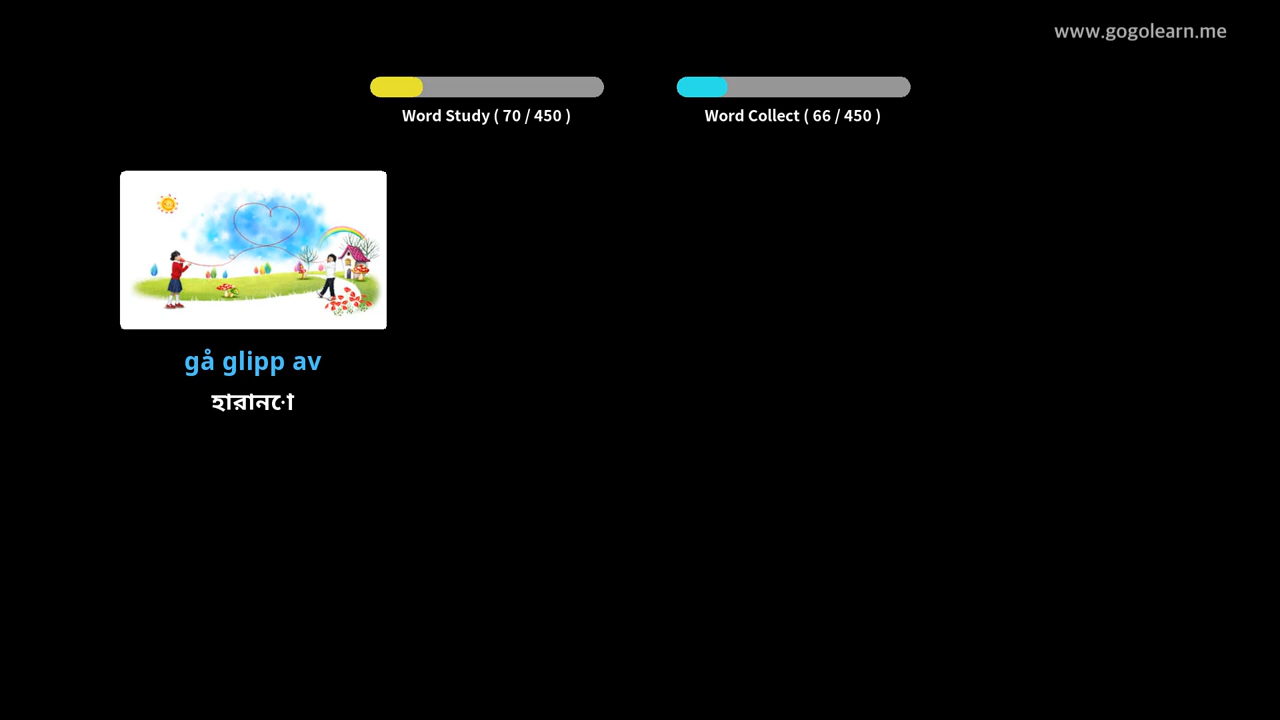 www.gogolearn.me
Word Study ( 70 / 450 )
Word Collect ( 66 / 450 )
gå glipp av
হারানো